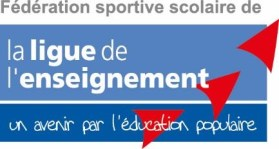 Fédération sportive scolaire de
la ligue de
l'enseignement
un avenir par l'éducation populaire